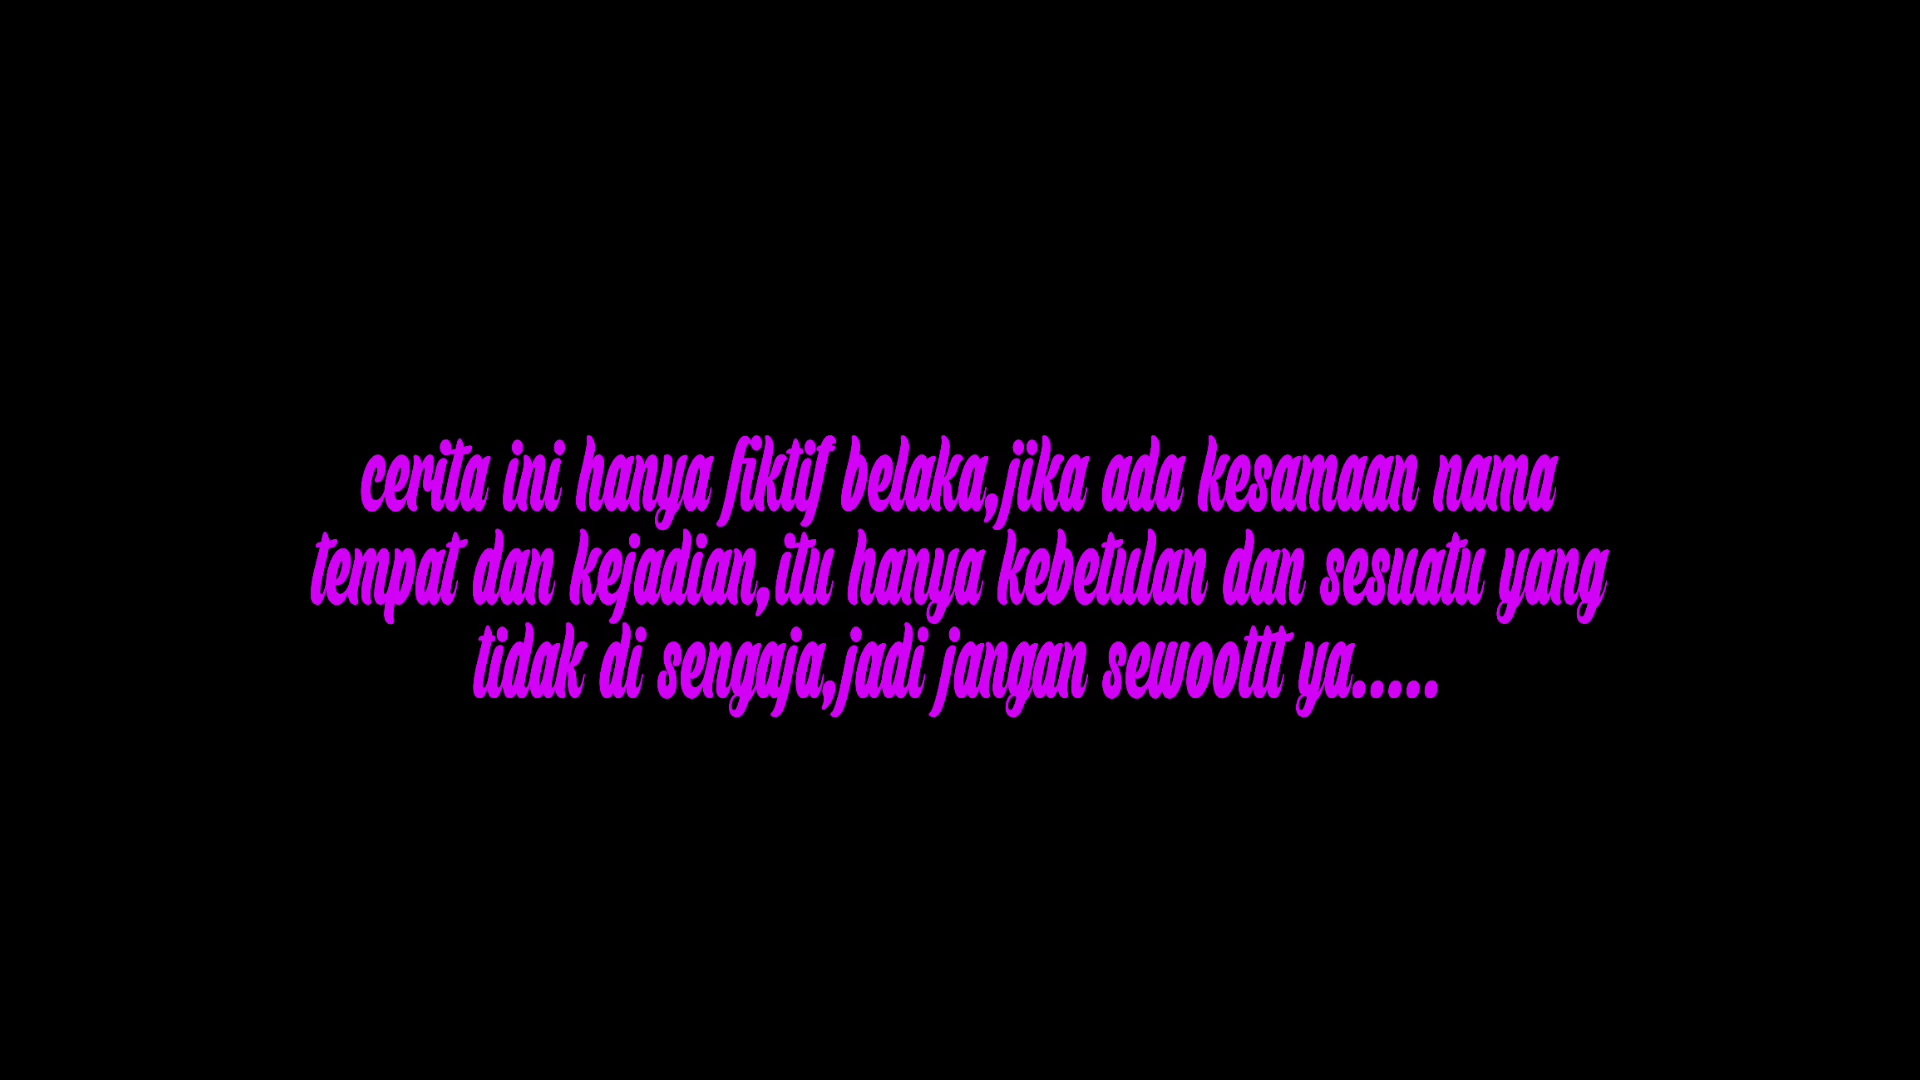 cerita ini hanya fiktif belaka,jika ada kesamaan nama
tempat dan kejadian,itu hanya kebetulan dan sesuatu yang
tidak di sengaja,jadi jangan sewoottt ya.....